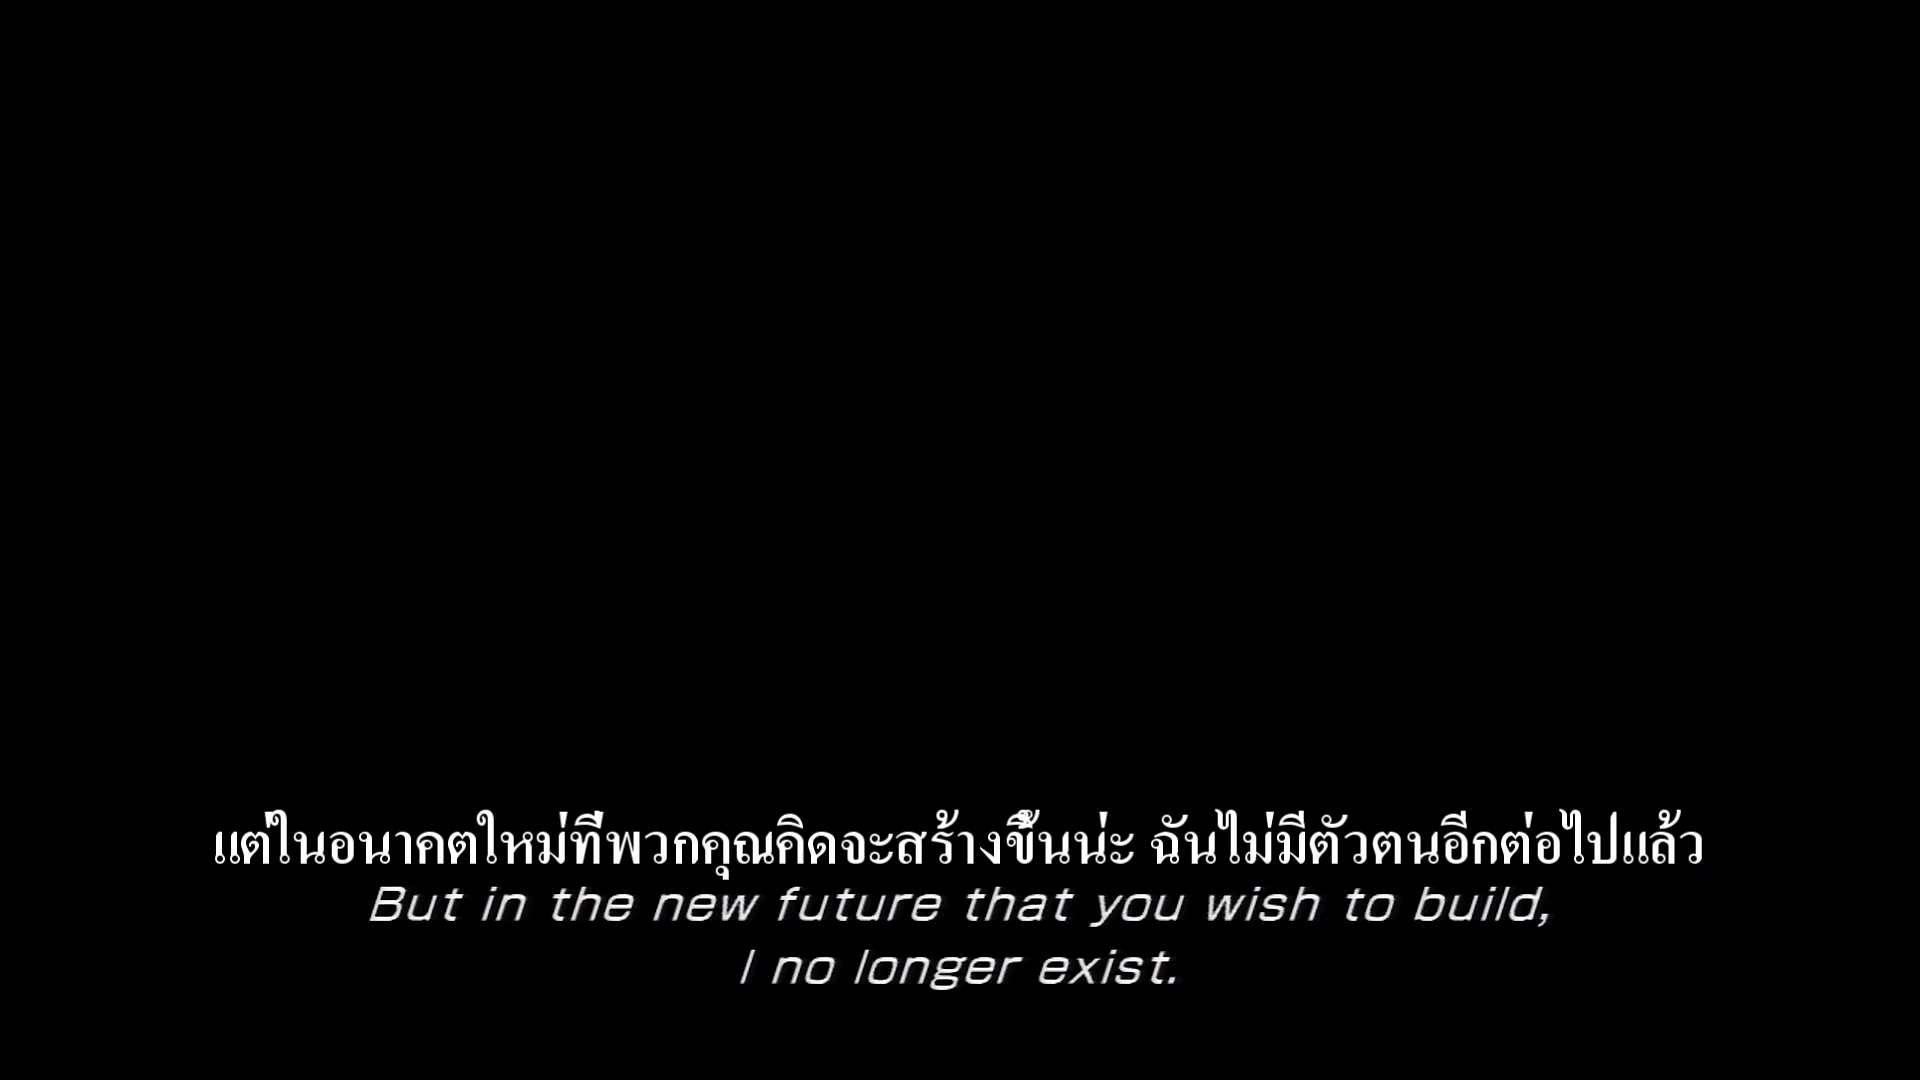 แต่ในอนาคตใหม่ที่พวกคุณคิดจะสร้างขึ้นน่ะ ฉันไม่มีตัวตนอีกต่อไปแล้ว
But in the new future that you wish to build,
I no longer exist.